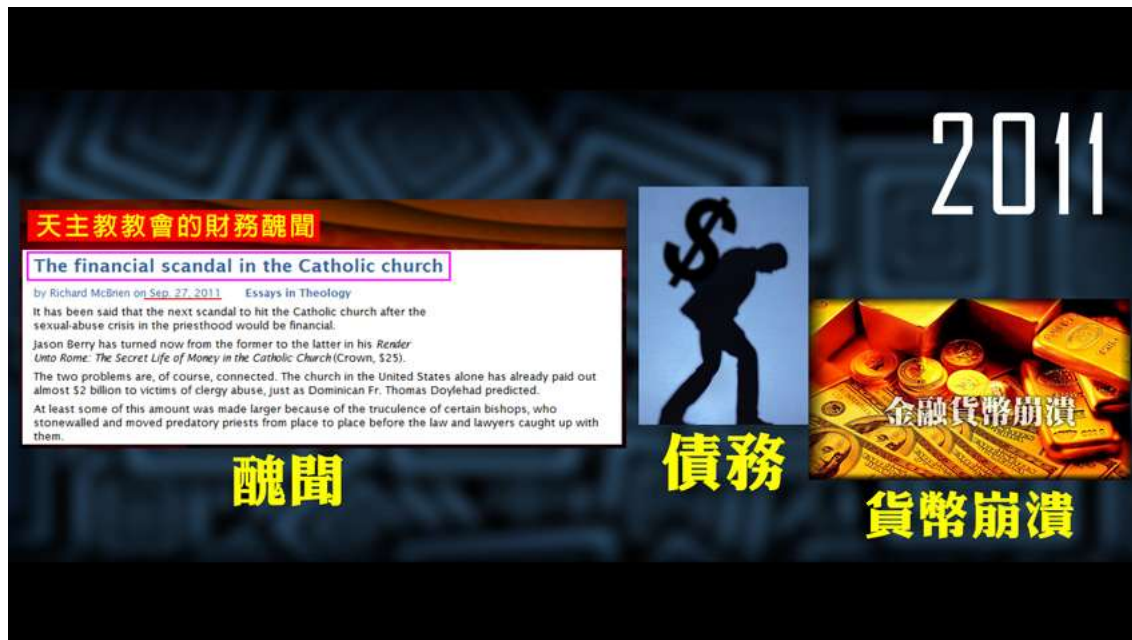 2011
天主教教會的財務醜聞
The financial scandal in the Catholic church
by Richard McBrien on Sep. 27, 2011 Essays in Theology
It has been said that the next scandal to hit the Catholic church after the
sexual-abuse crisis in the priesthood would be financial.
Jason Berry has turned now from the former to the latter in his Render
Unto Rome: The Secret Life of Money in the Catholic Church (Crown, $25).
The two problems are, of course, connected. The church in the United States alone has already paid out
almost $2 billion to victims of clergy abuse, just as Dominican Fr. Thomas Doylehad predicted.
At least some of this amount was made larger because of the truculence of certain bishops, who
stonewalled and moved predatory priests from place to place before the law and lawyers caught up with
them.
醜聞
$
債務
金融貨幣崩潰
貨幣崩潰